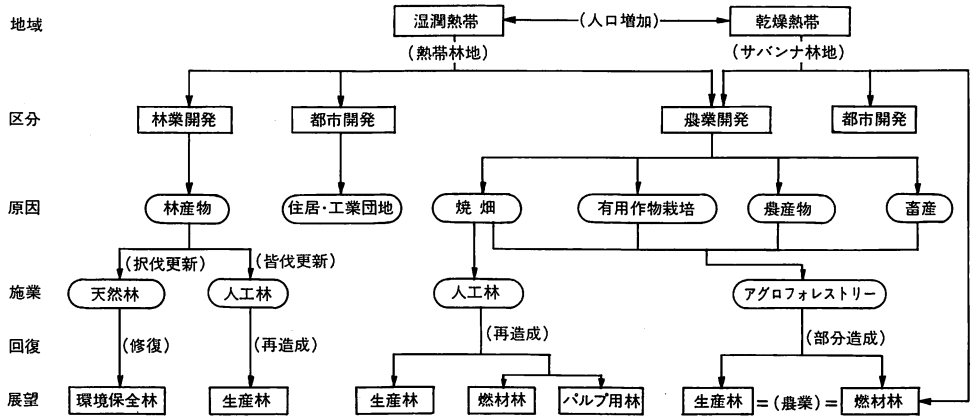 地域
湿潤熱帯
(人口増加)
乾燥熱帯
(熱帯林地)
(サバンナ林地)
区分
林業開発
都市開発
農業開発
都市開発
原因
林産物
住居・工業団地
焼畑
有用作物栽培
農産物
畜産
(択伐更新)
(皆伐更新)
施業
天然林
人工林
人工林
アグロフォレストリー
回復
(修復)
(再造成)
(再造成)
(部分造成)
展望
環境保全林
生産林
生産林
燃材林
パルプ用林
生産林
=(農業)=
燃材林